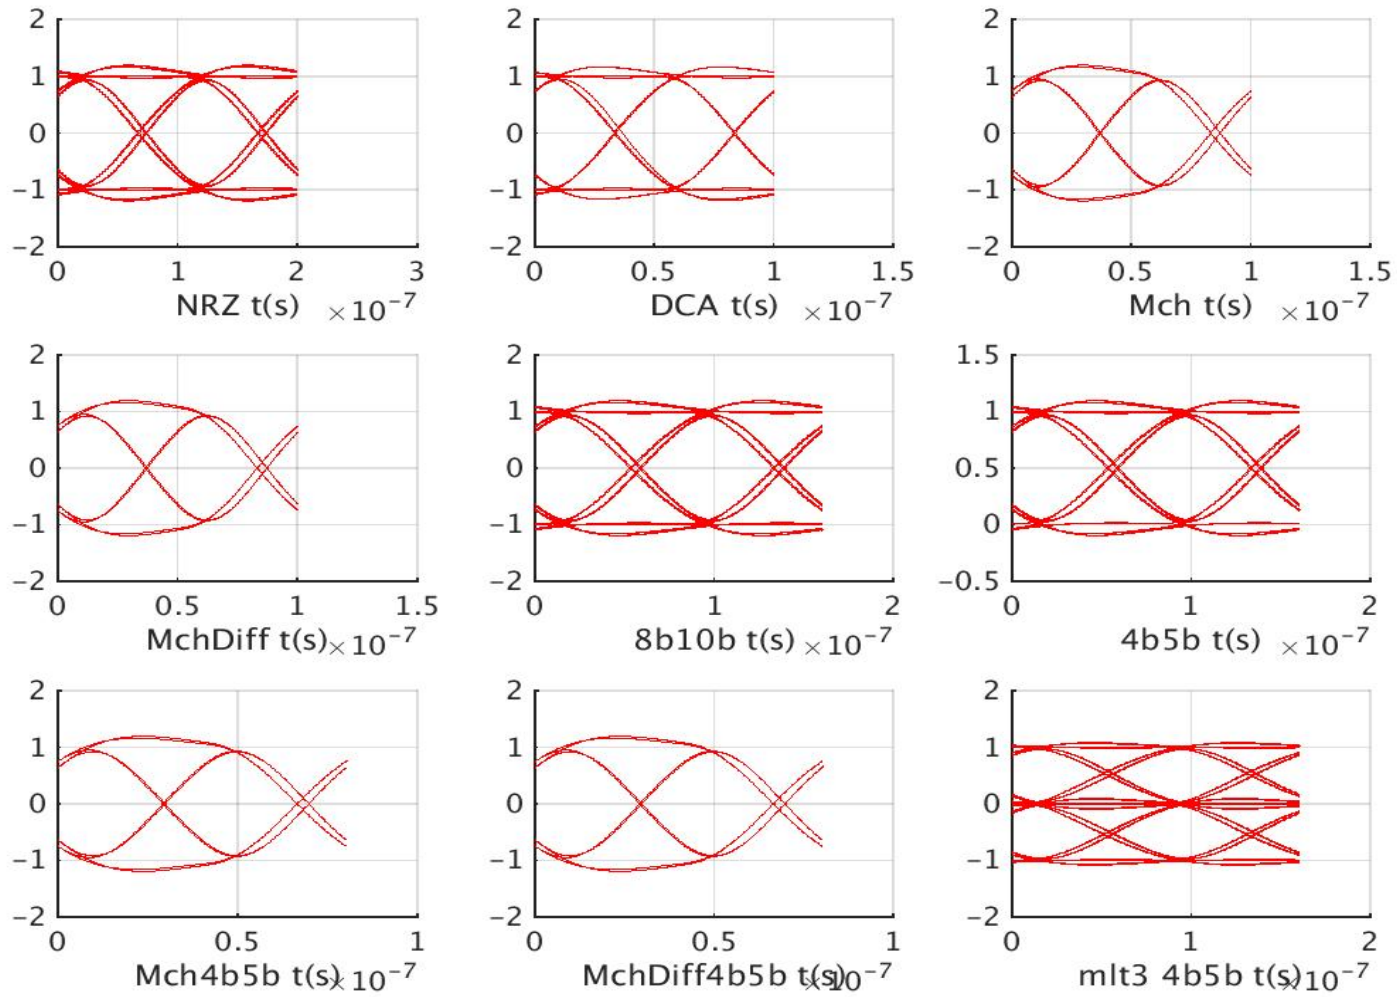 2
1
0
−1
−2
0 1 2 3
NRZ t(s) ×10⁻⁷
2
1
0
−1
−2
0 0.5 1 1.5
DCA t(s) ×10⁻⁷
2
1
0
−1
−2
0 0.5 1 1.5
Mch t(s) ×10⁻⁷
2
1
0
−1
−2
0 0.5 1 1.5
MchDiff t(s) ×10⁻⁷
2
1
0
−1
−2
0 1 2
8b10b t(s) ×10⁻⁷
1.5
1
0.5
0
−0.5
0 1 2
4b5b t(s) ×10⁻⁷
2
1
0
−1
−2
0 0.5 1
Mch4b5b t(s) ×10⁻⁷
2
1
0
−1
−2
0 0.5 1
MchDiff4b5b t(s) ×10⁻⁷
2
1
0
−1
−2
0 1 2
mlt3 4b5b t(s) ×10⁻⁷